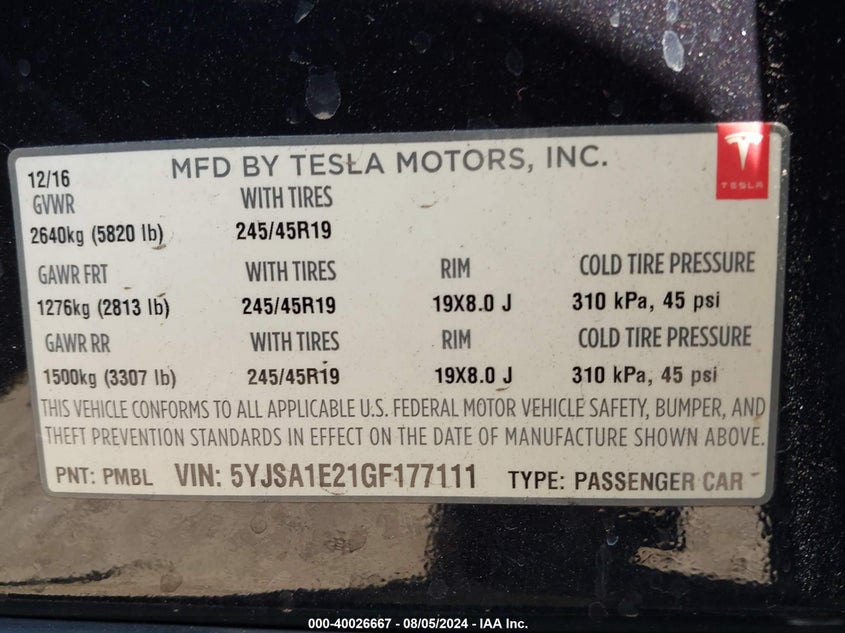 MFD BY TESLA MOTORS, INC.
TESLA
12/16
GVWR WITH TIRES
2640kg (5820 lb) 245/45R19
GAWR FRT WITH TIRES RIM COLD TIRE PRESSURE
1276kg (2813 lb) 245/45R19 19X8.0 J 310 kPa, 45 psi
GAWR RR WITH TIRES RIM COLD TIRE PRESSURE
1500kg (3307 lb) 245/45R19 19X8.0 J 310 kPa, 45 psi
THIS VEHICLE CONFORMS TO ALL APPLICABLE U.S. FEDERAL MOTOR VEHICLE SAFETY, BUMPER, AND
THEFT PREVENTION STANDARDS IN EFFECT ON THE DATE OF MANUFACTURE SHOWN ABOVE.
PNT: PMBL VIN: 5YJSA1E21GF177111 TYPE: PASSENGER CAR
000-40026667 - 08/05/2024 - IAA Inc.